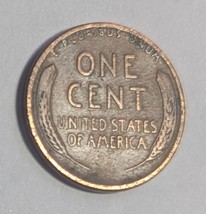 E PLURIBUS UNUM
ONE
CENT
UNITED STATES
OF AMERICA